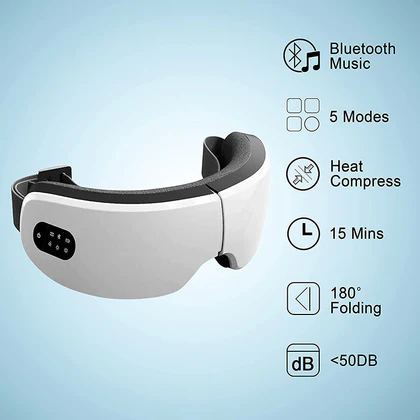 Bluetooth
Music
5 Modes
Heat
Compress
15 Mins
180°
Folding
dB
<50DB